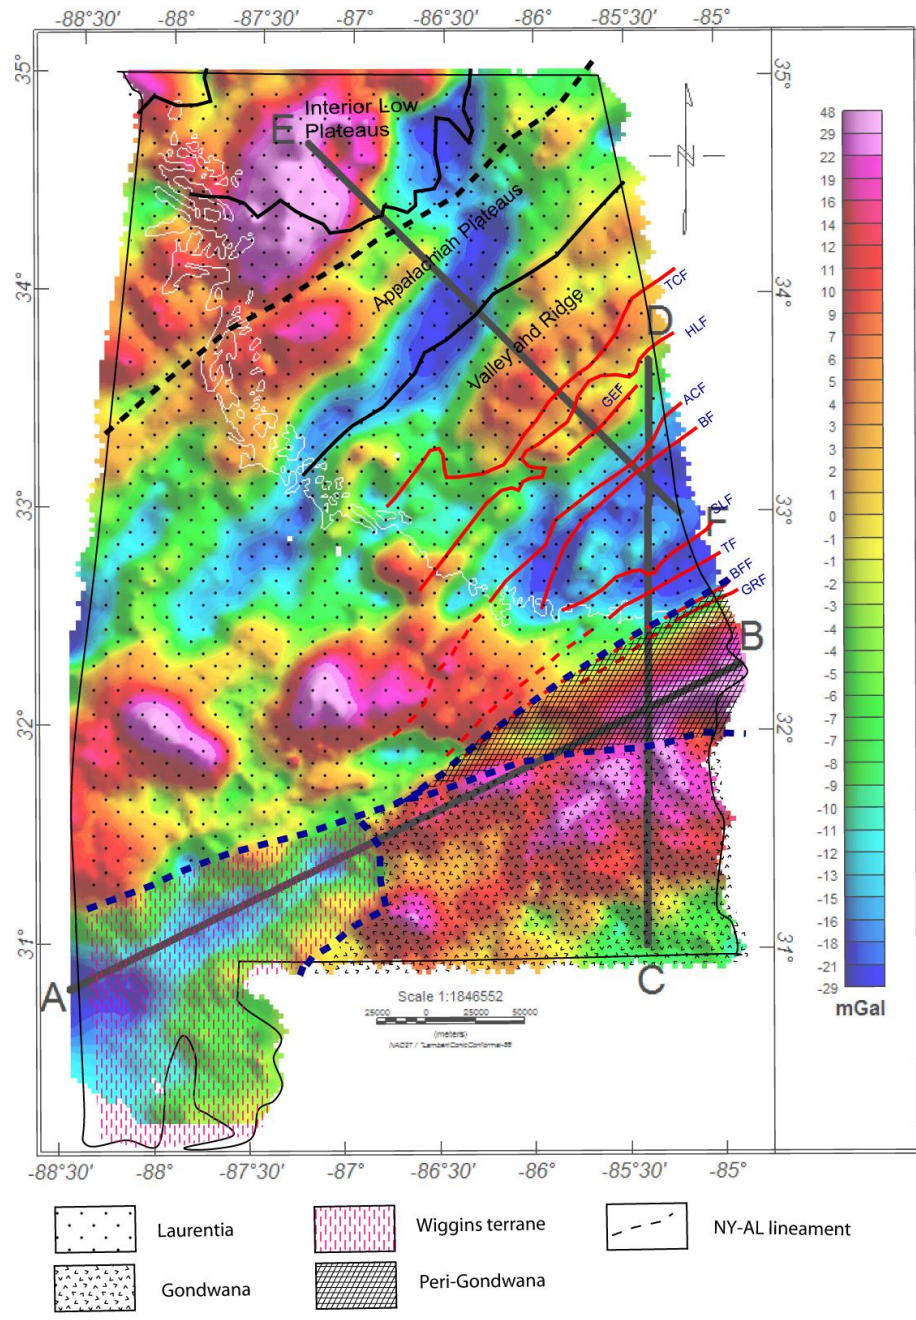 -88°30' -88° -87°30' -87° -86°30' -86° -85°30' -85°
35° 35°
Interior Low
Plateaus
E
N
Appalachian Plateaus
34° 34°
Valley and Ridge
TCF
D
HLF
GEF
ACF
BF
33° 33°
SLF
F
TF
BFF
GRF
B
32° 32°
31° 31°
A
C
Scale 1:1846552
25000 0 25000 50000
(meters)
NAD27 / *LambertConicConformal-88
48
29
22
19
16
14
12
10
9
7
6
5
4
3
2
1
0
-1
-2
-3
-4
-4
-5
-6
-7
-8
-9
-10
-11
-12
-13
-15
-16
-18
-21
-29
mGal
-88°30' -88° -87°30' -87° -86°30' -86° -85°30' -85°
Laurentia
Wiggins terrane
NY-AL lineament
Gondwana
Peri-Gondwana